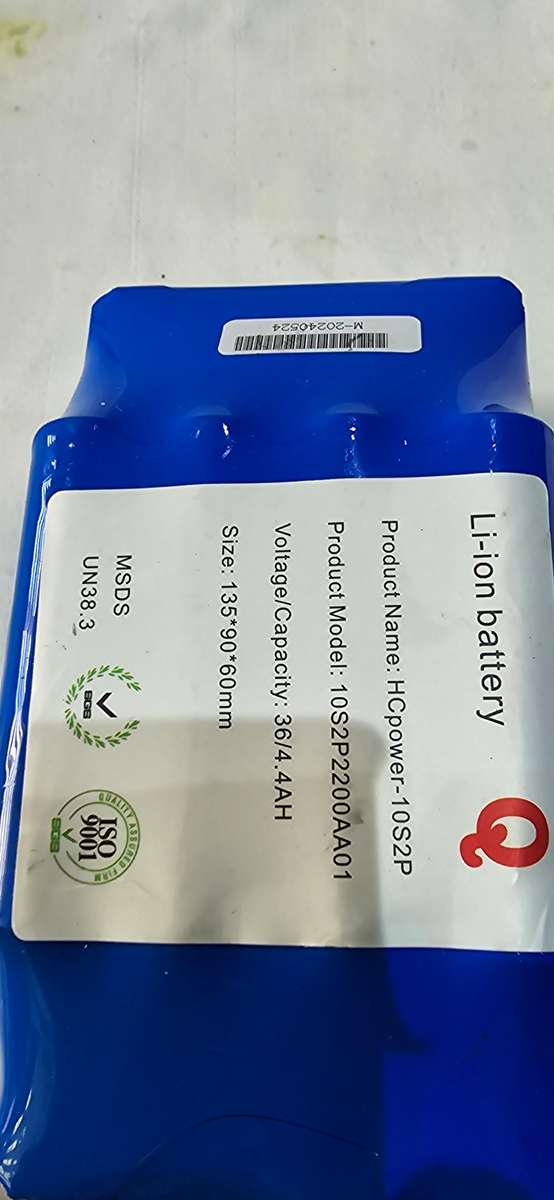 M-20240524
Li-ion battery
Q
Product Name: HCpower-10S2P
Product Model: 10S2P2200AA01
Voltage/Capacity: 36/4.4AH
Size: 135*90*60mm
MSDS
UN38.3
SGS
QUALITY ASSURED FIRM
ISO
9001
SGS